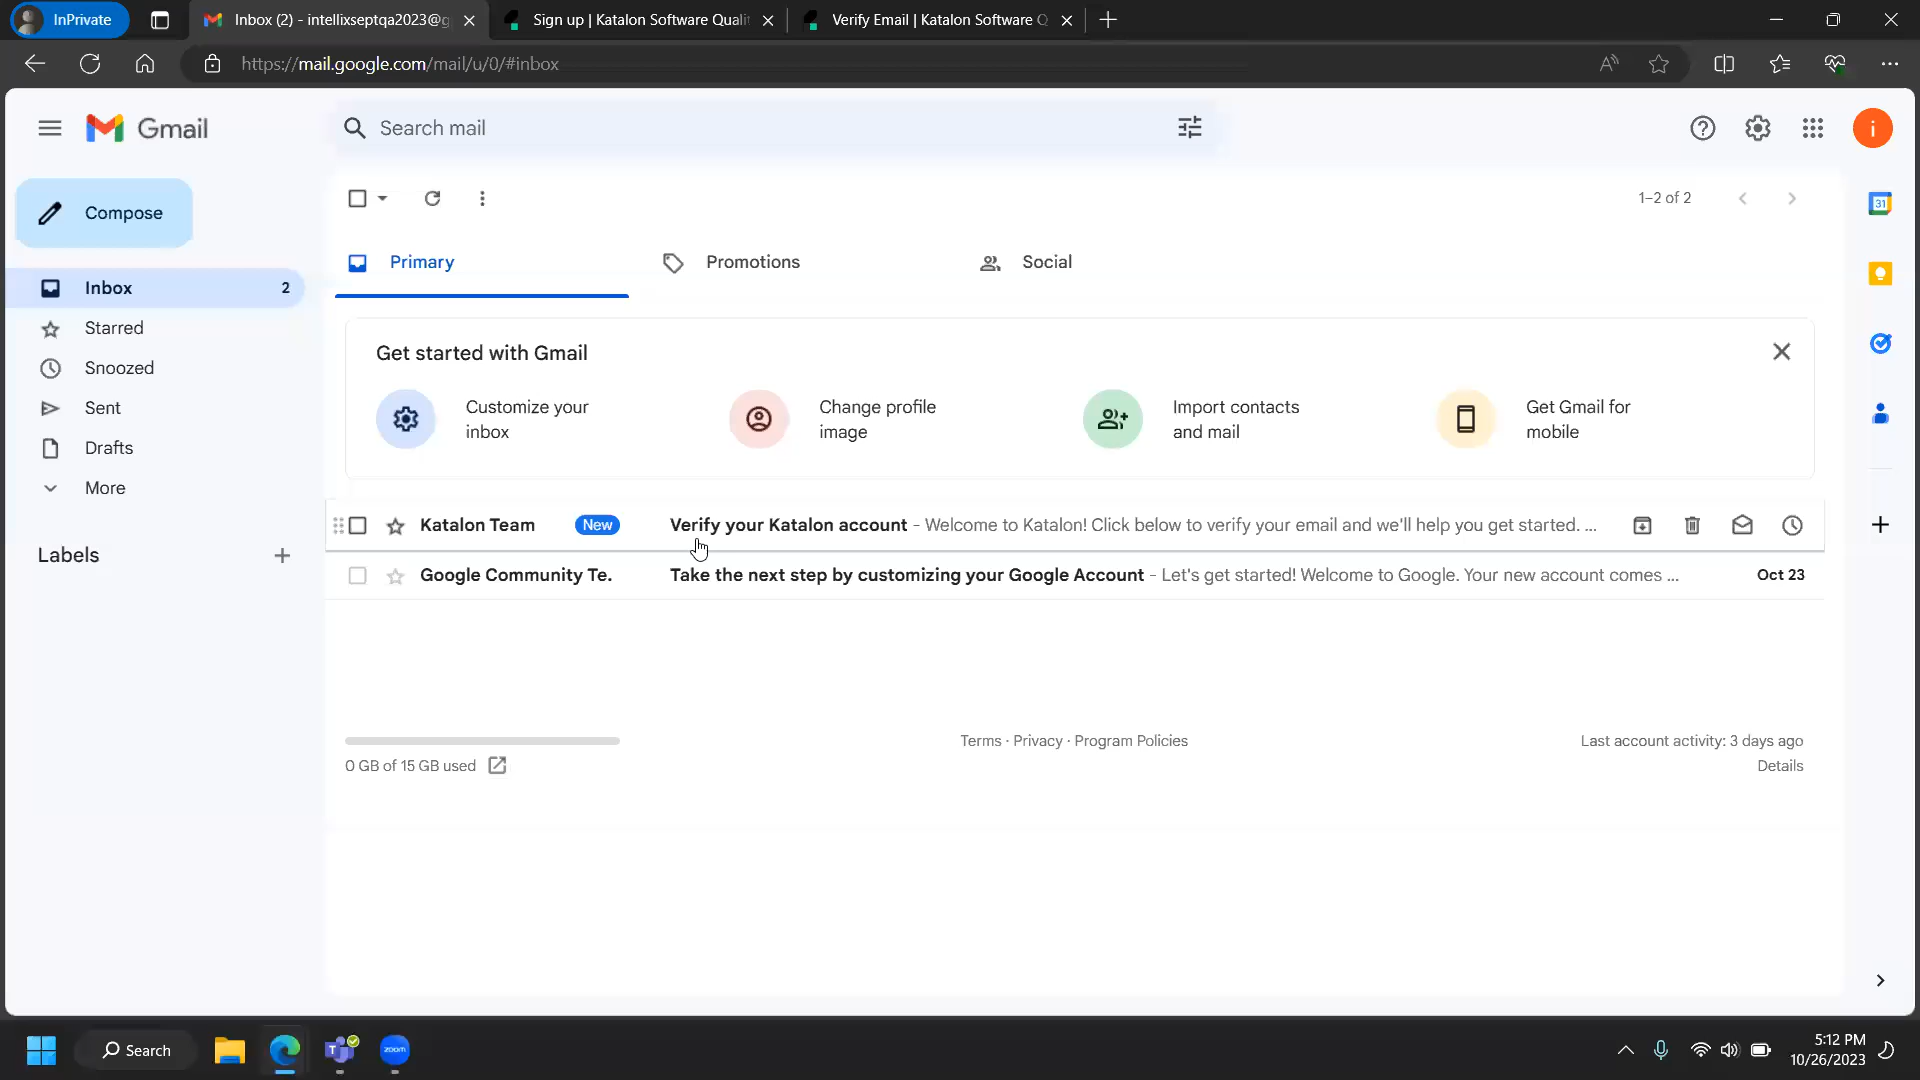 InPrivate
Inbox (2) - intellixseptqa2023@g
Sign up | Katalon Software Quali
Verify Email | Katalon Software Q
https://mail.google.com/mail/u/0/#inbox
Gmail
Search mail
Compose
1–2 of 2
31
Primary
Promotions
Social
Inbox 2
Starred
Snoozed
Sent
Drafts
More
Labels
Get started with Gmail
Customize your
inbox
Change profile
image
Import contacts
and mail
Get Gmail for
mobile
Katalon Team New Verify your Katalon account - Welcome to Katalon! Click below to verify your email and we'll help you get started. ...
Google Community Te. Take the next step by customizing your Google Account - Let's get started! Welcome to Google. Your new account comes ... Oct 23
0 GB of 15 GB used
Terms · Privacy · Program Policies
Last account activity: 3 days ago
Details
i
Search
zoom
5:12 PM
10/26/2023